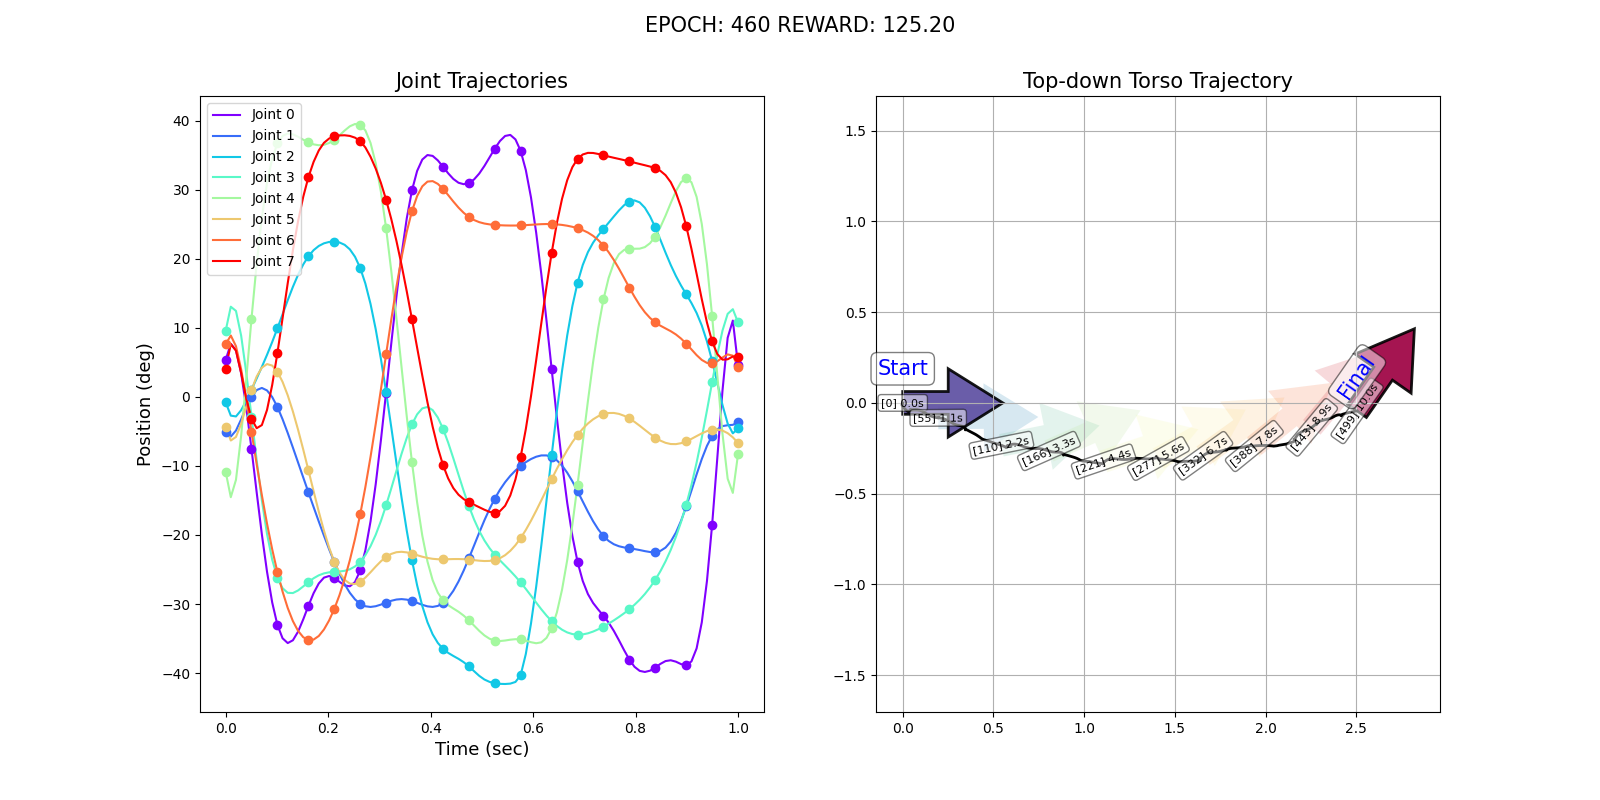 EPOCH: 460 REWARD: 125.20
Joint Trajectories
Position (deg)
40
30
20
10
0
−10
−20
−30
−40
Joint 0
Joint 1
Joint 2
Joint 3
Joint 4
Joint 5
Joint 6
Joint 7
0.0
0.2
0.4
0.6
0.8
1.0
Time (sec)
Top-down Torso Trajectory
1.5
1.0
0.5
0.0
−0.5
−1.0
−1.5
Start
Final
[0] 0.0s
[55] 1.1s
[110] 2.2s
[166] 3.3s
[221] 4.4s
[277] 5.6s
[332] 6.7s
[388] 7.8s
[443] 8.9s
[499] 10.0s
0.0
0.5
1.0
1.5
2.0
2.5